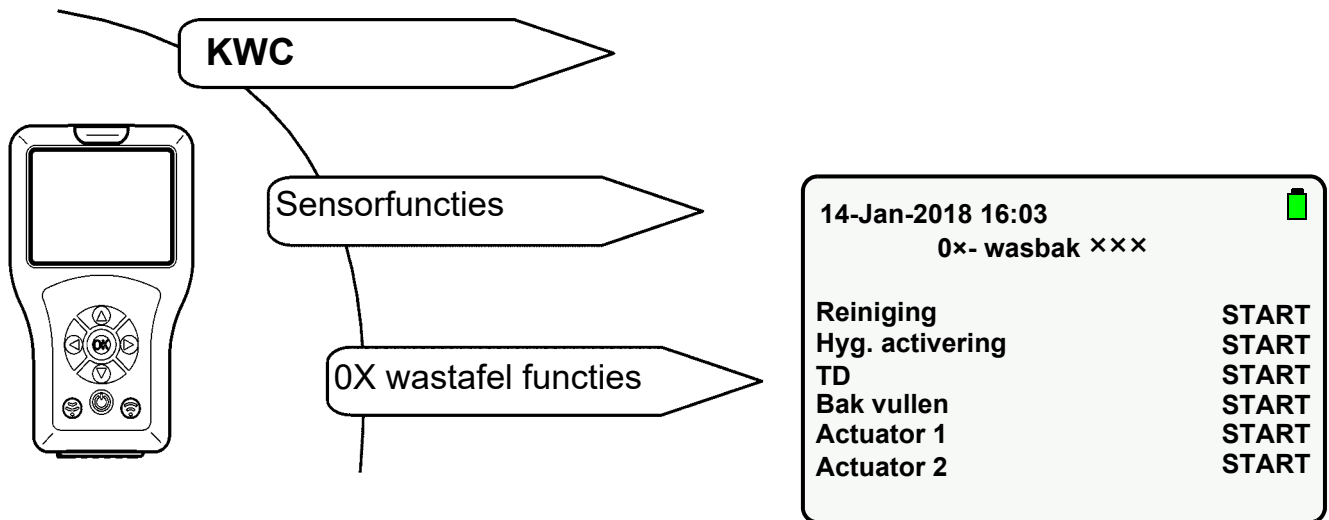 KWC
Sensorfuncties
0X wastafel functies
OK
14-Jan-2018 16:03
0×- wasbak ×××
Reiniging START
Hyg. activering START
TD START
Bak vullen START
Actuator 1 START
Actuator 2 START